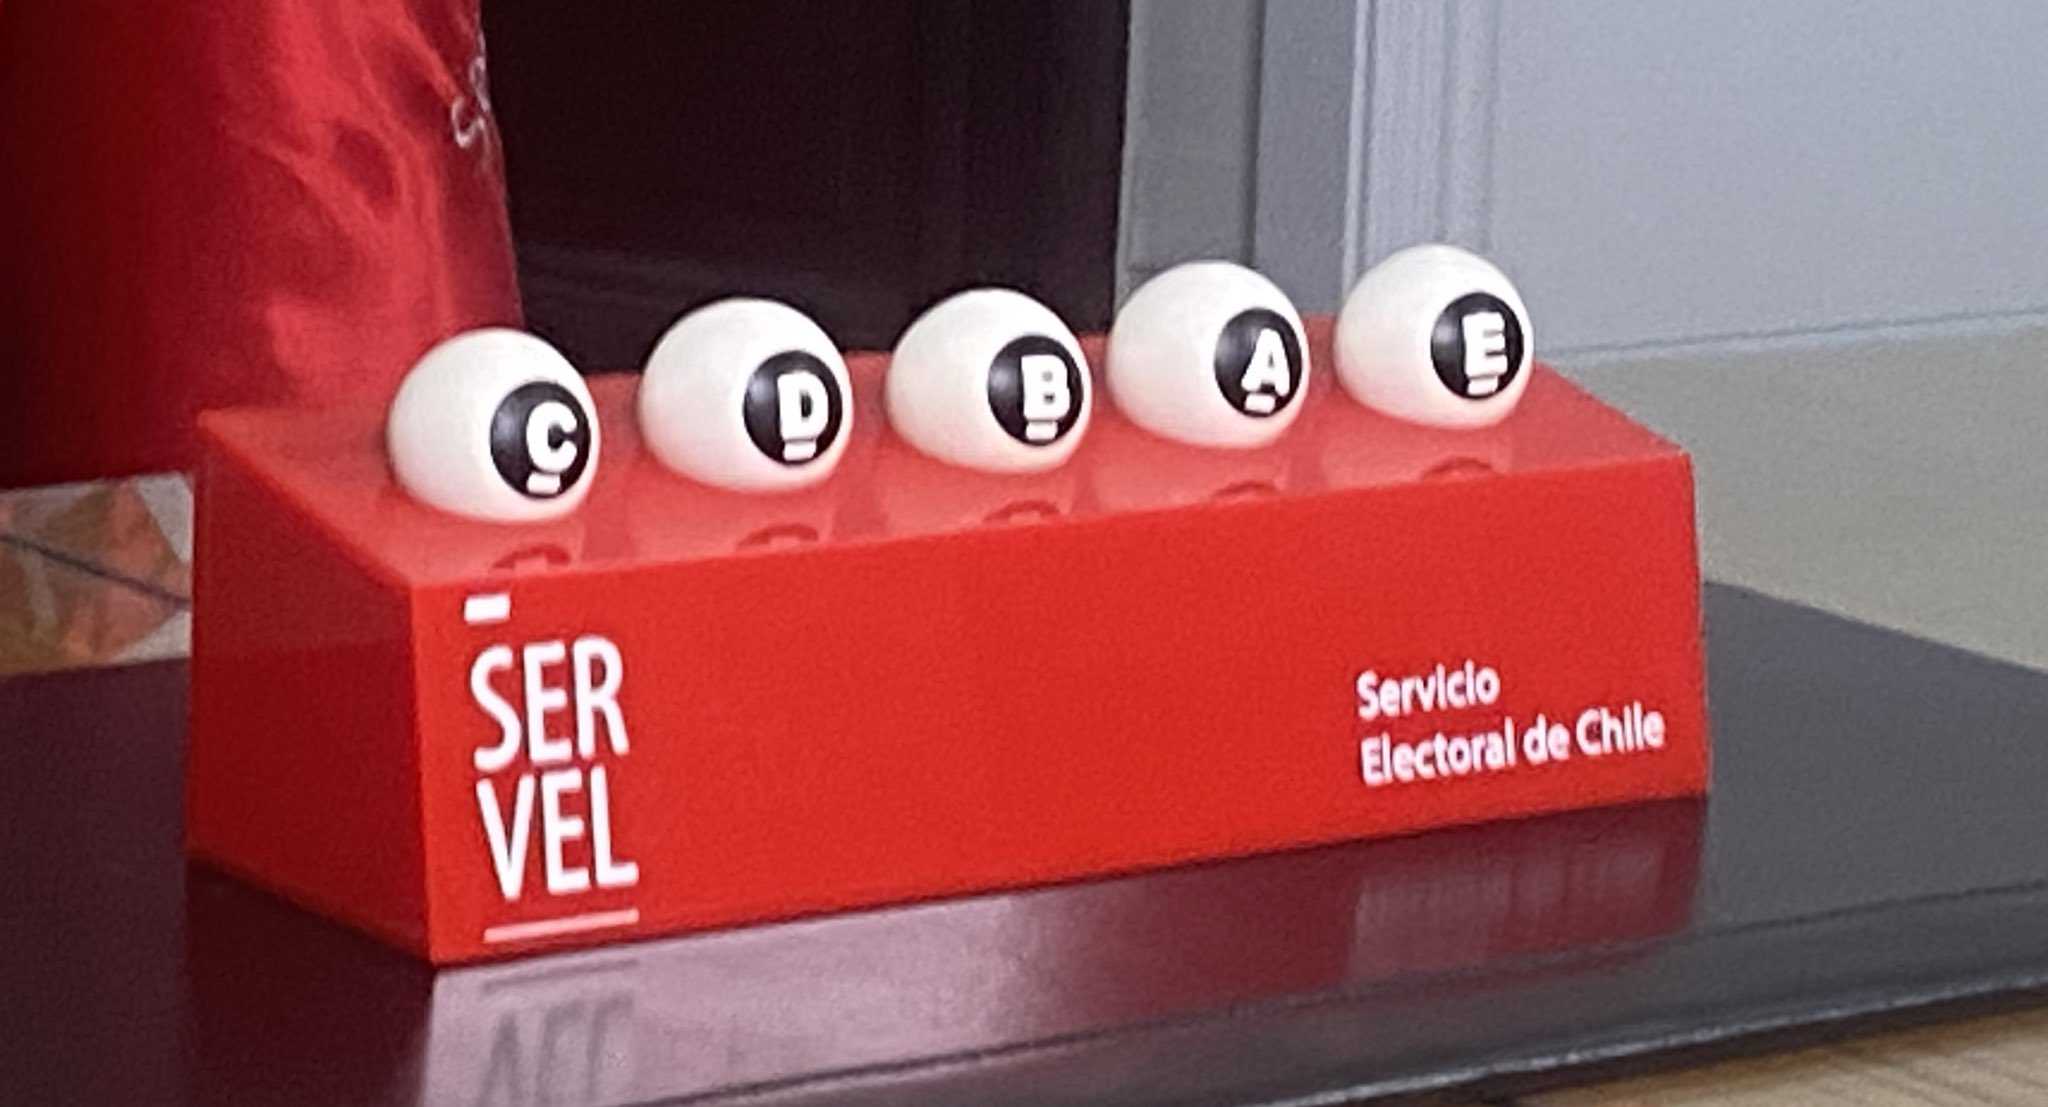 C D B A E
SER
VEL
Servicio
Electoral de Chile